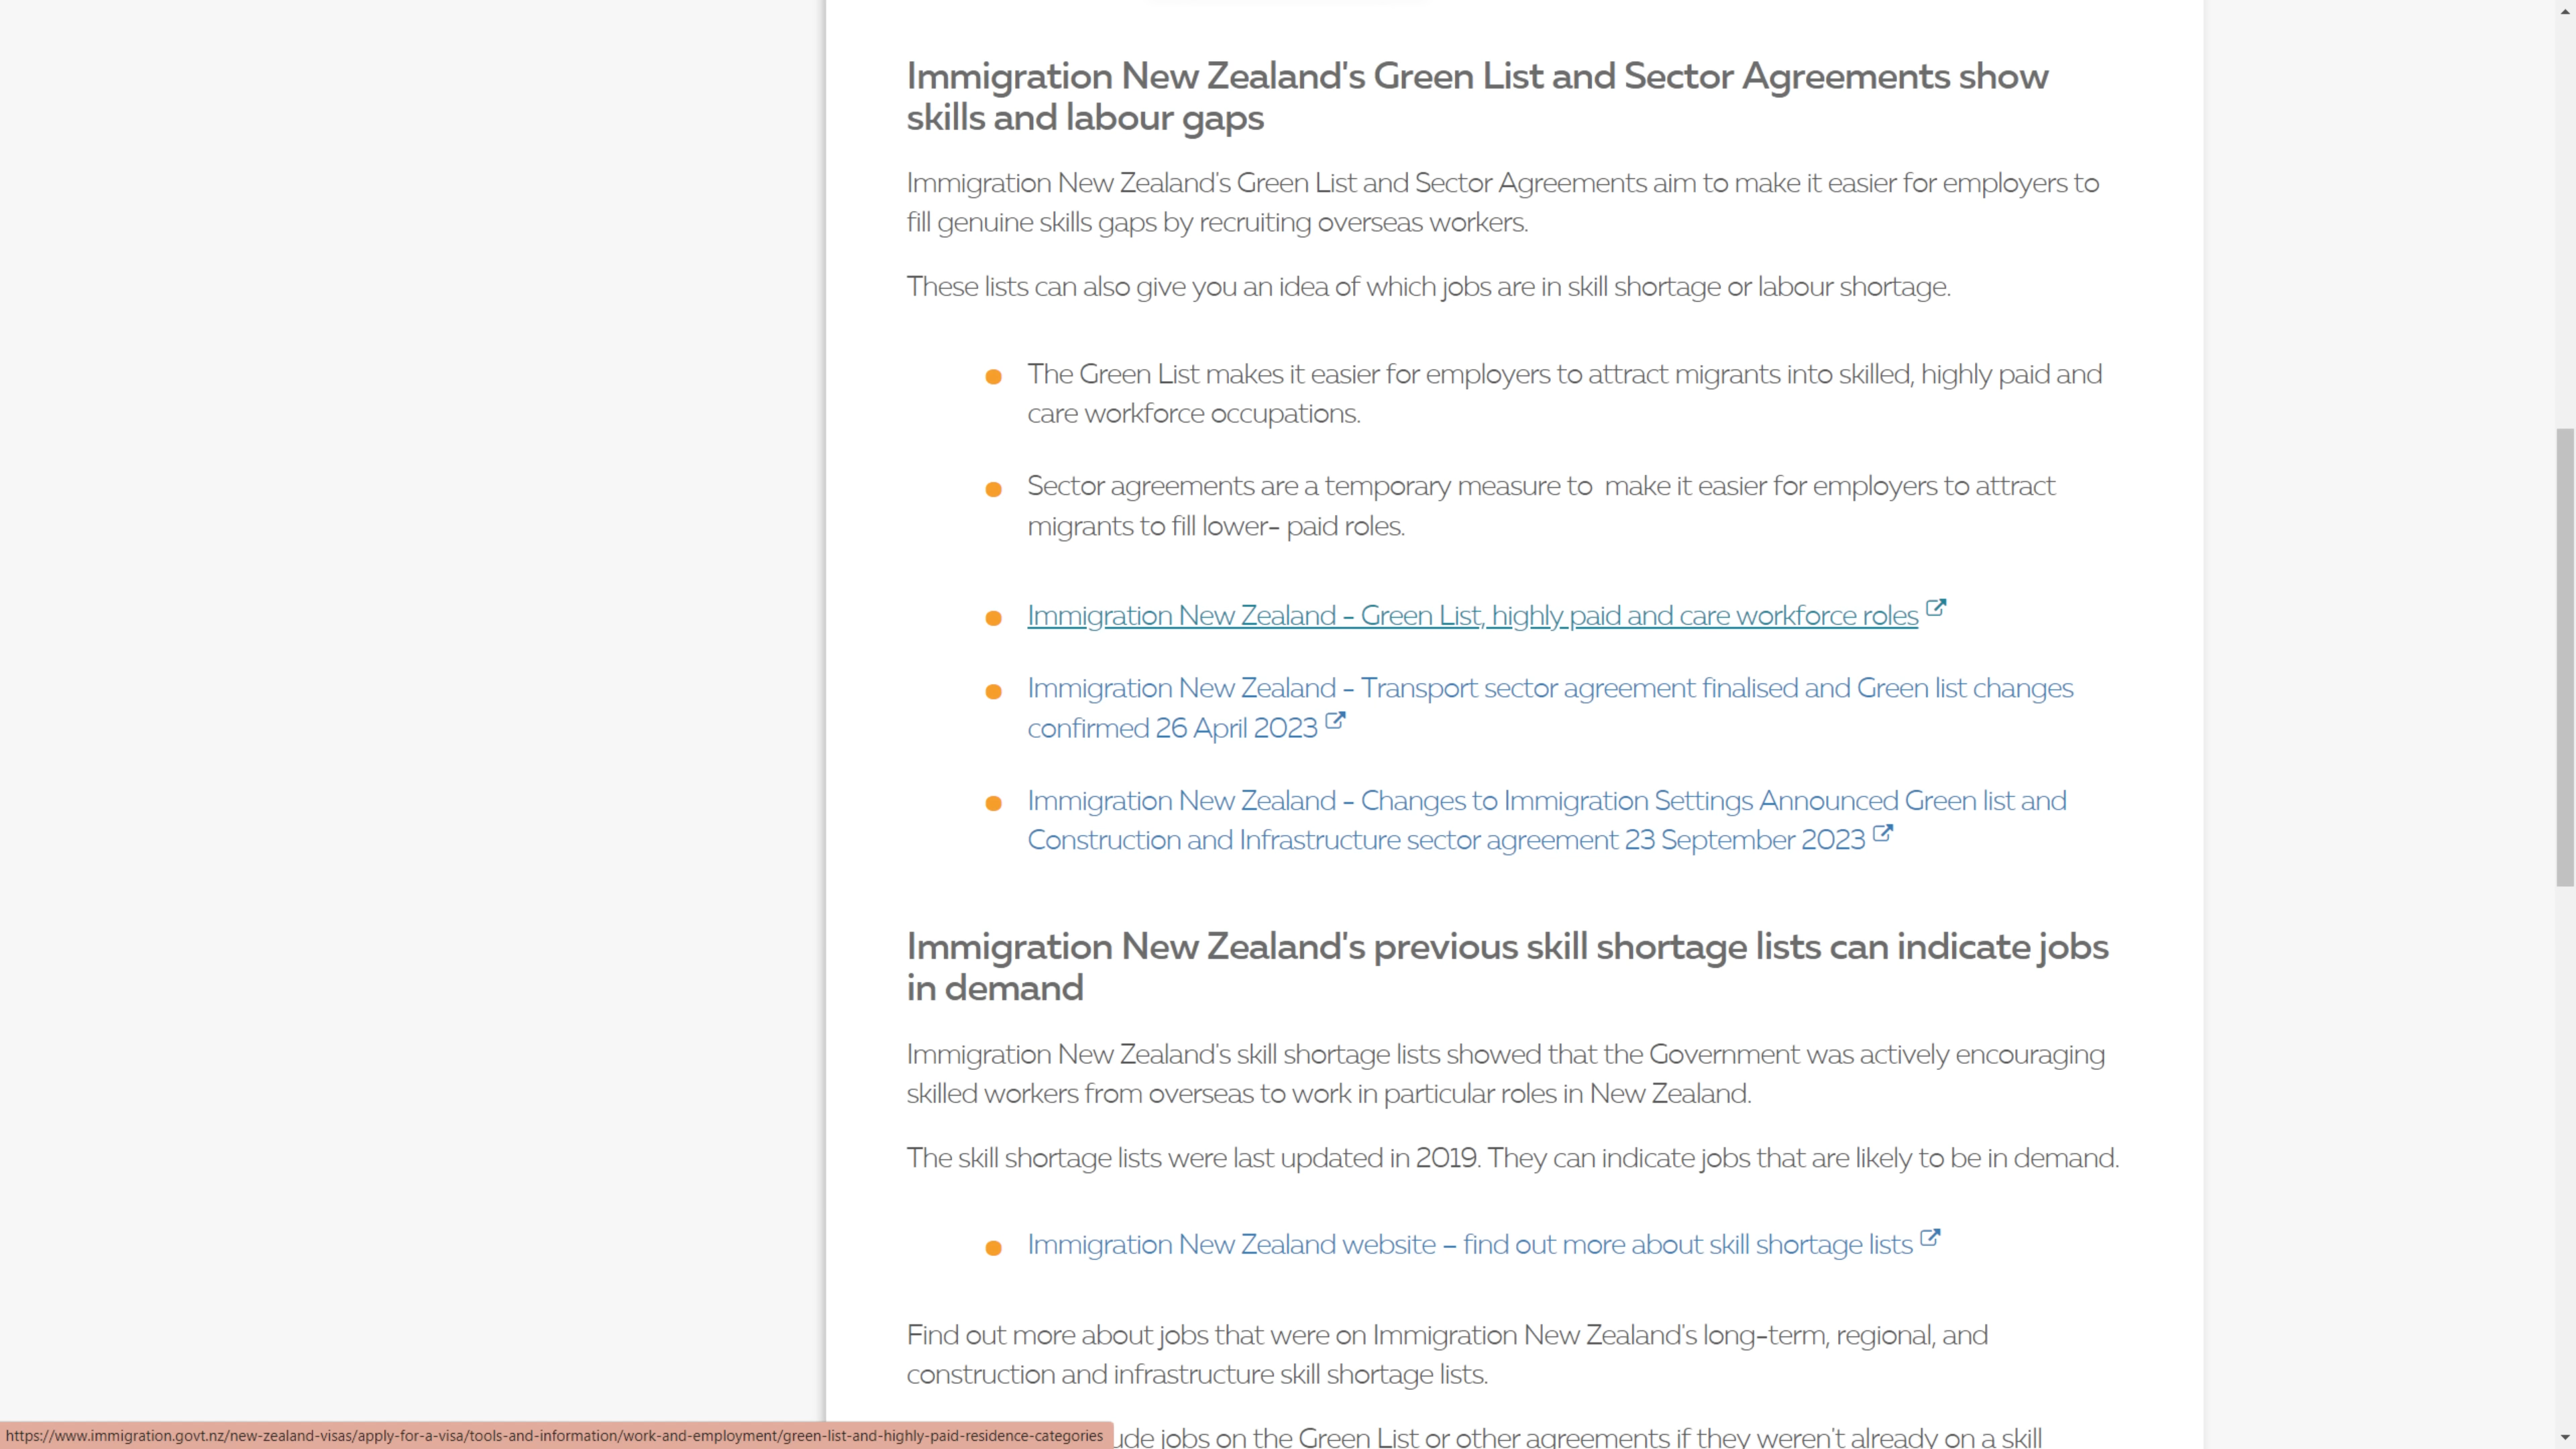 Immigration New Zealand's Green List and Sector Agreements show
skills and labour gaps
Immigration New Zealand's Green List and Sector Agreements aim to make it easier for employers to
fill genuine skills gaps by recruiting overseas workers.
These lists can also give you an idea of which jobs are in skill shortage or labour shortage.
The Green List makes it easier for employers to attract migrants into skilled, highly paid and
care workforce occupations.
Sector agreements are a temporary measure to  make it easier for employers to attract
migrants to fill lower- paid roles.
Immigration New Zealand - Green List, highly paid and care workforce roles
Immigration New Zealand - Transport sector agreement finalised and Green list changes
confirmed 26 April 2023
Immigration New Zealand - Changes to Immigration Settings Announced Green list and
Construction and Infrastructure sector agreement 23 September 2023
Immigration New Zealand's previous skill shortage lists can indicate jobs
in demand
Immigration New Zealand's skill shortage lists showed that the Government was actively encouraging
skilled workers from overseas to work in particular roles in New Zealand.
The skill shortage lists were last updated in 2019. They can indicate jobs that are likely to be in demand.
Immigration New Zealand website – find out more about skill shortage lists
Find out more about jobs that were on Immigration New Zealand's long-term, regional, and
construction and infrastructure skill shortage lists.
ude jobs on the Green List or other agreements if they weren't already on a skill
https://www.immigration.govt.nz/new-zealand-visas/apply-for-a-visa/tools-and-information/work-and-employment/green-list-and-highly-paid-residence-categories